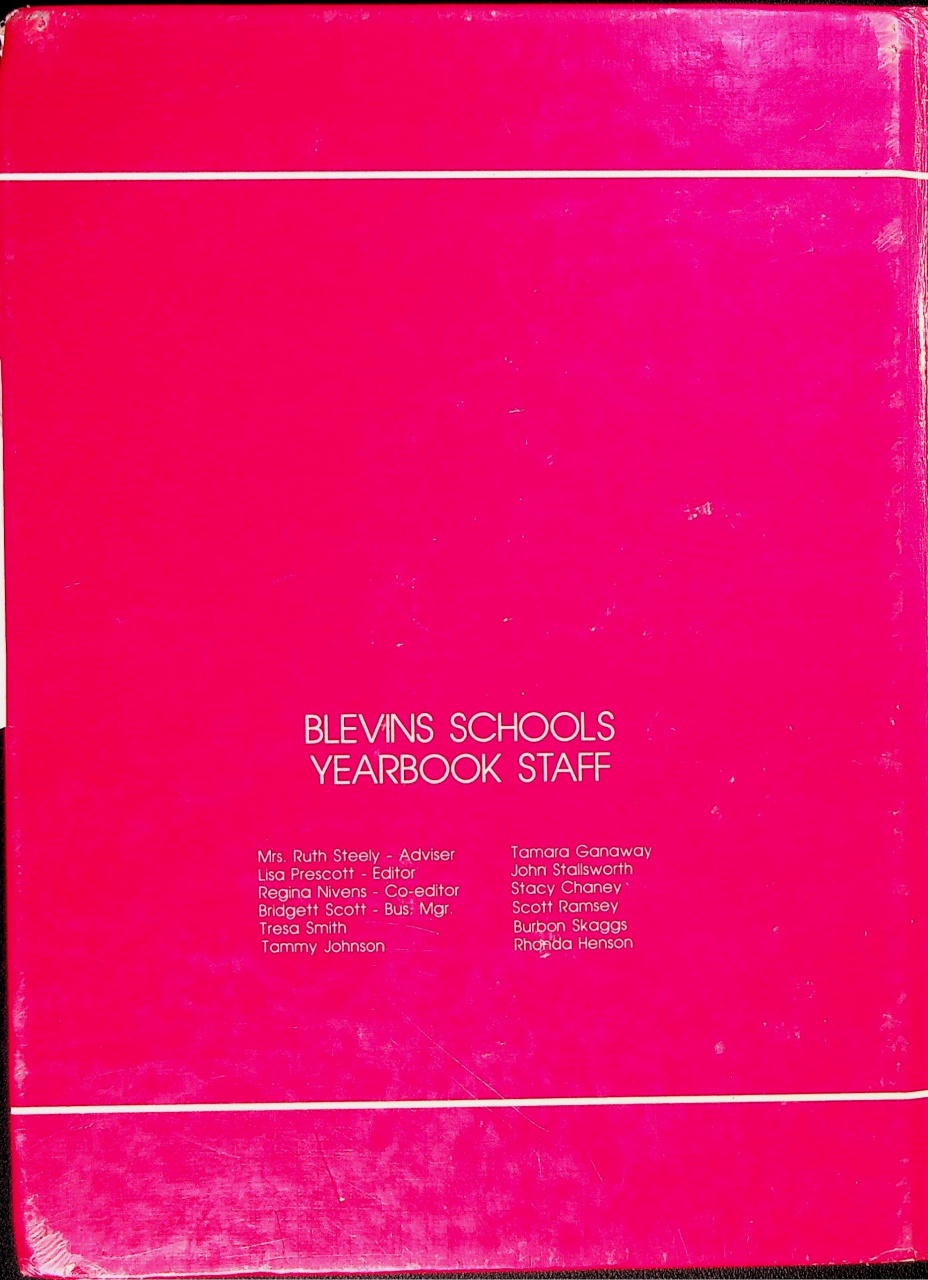 BLEVINS SCHOOLS
YEARBOOK STAFF
Mrs. Ruth Steely - Adviser
Lisa Prescott - Editor
Regina Nivens - Co-editor
Bridgett Scott - Bus. Mgr.
Tresa Smith
Tammy Johnson
Tamara Ganaway
John Stallsworth
Stacy Chaney
Scott Ramsey
Burbon Skaggs
Rhonda Henson